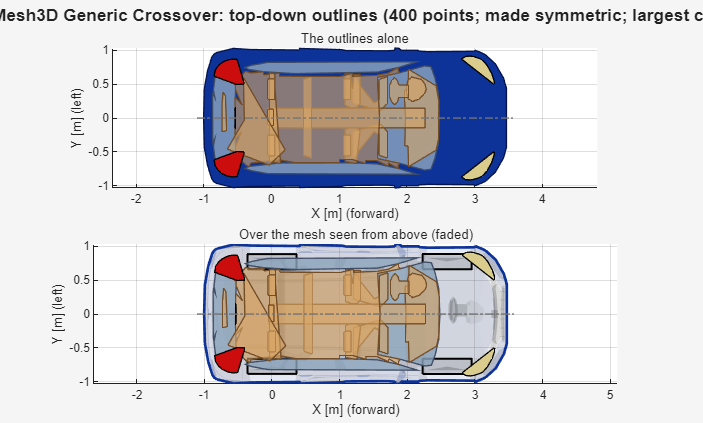 Mesh3D Generic Crossover: top-down outlines (400 points; made symmetric; largest c
The outlines alone
1
0.5
0
-0.5
-1
Y [m] (left)
-2 -1 0 1 2 3 4
X [m] (forward)
Over the mesh seen from above (faded)
1
0.5
0
-0.5
-1
Y [m] (left)
-2 -1 0 1 2 3 4 5
X [m] (forward)